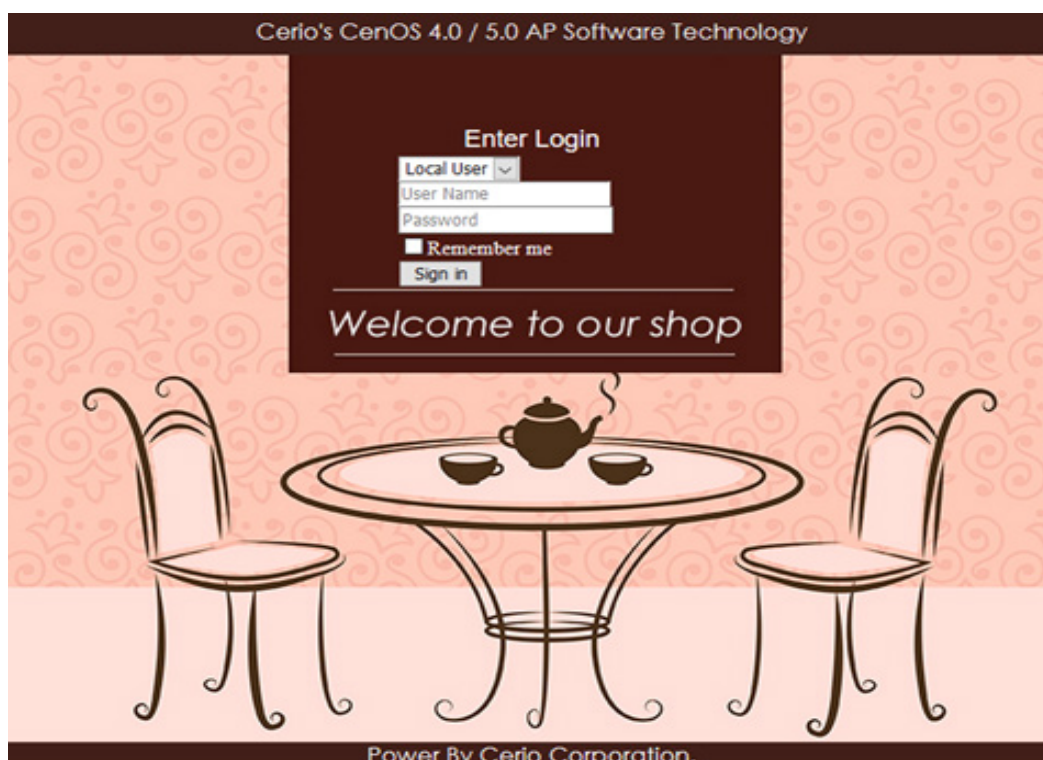 Cerio's CenOS 4.0 / 5.0 AP Software Technology
Enter Login
Local User
User Name
Password
Remember me
Sign in
Welcome to our shop
Power By Cerio Corporation.